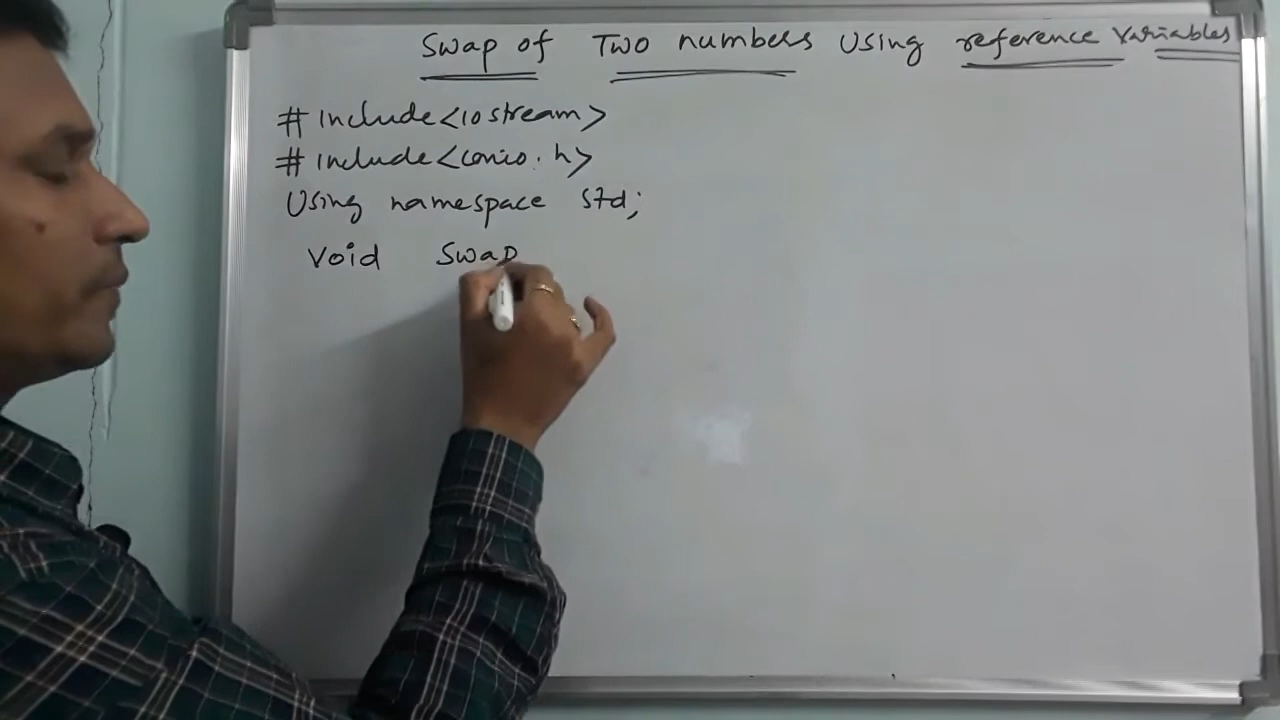 Swap of Two numbers Using reference Variables
# include<iostream>
# include<conio.h>
Using namespace std;
Void Swap